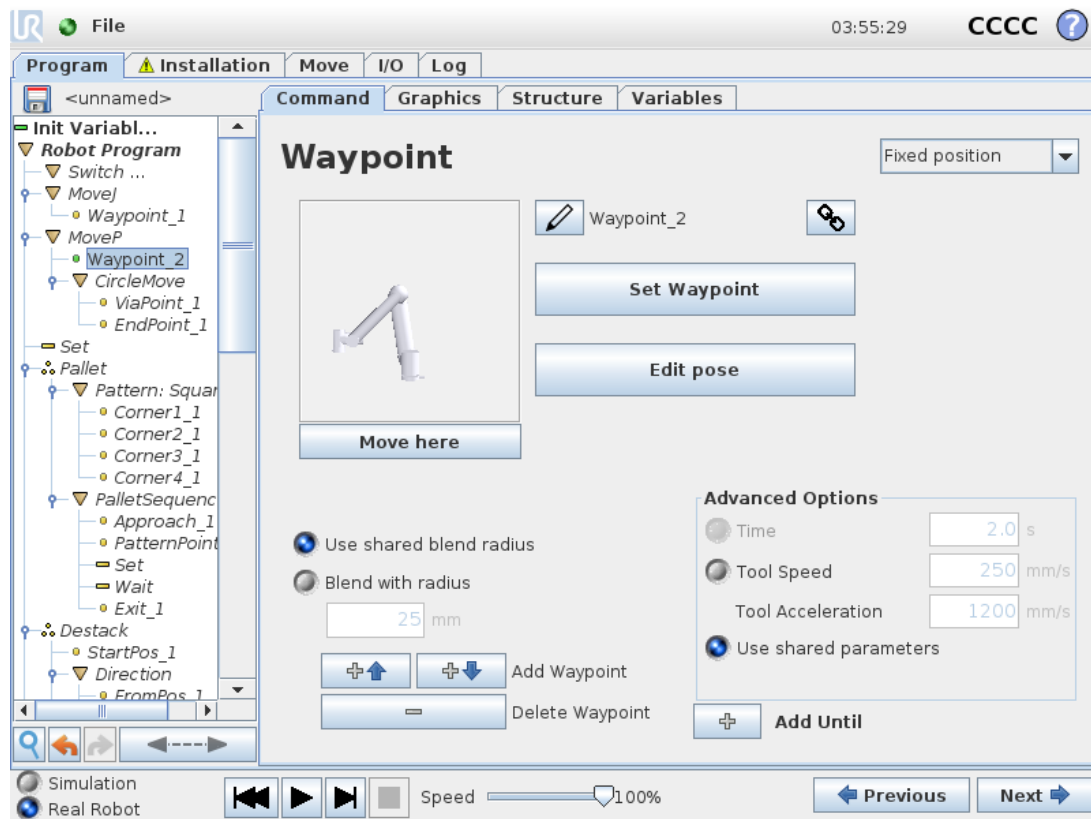 UR File 03:55:29 CCCC ?
Program Installation Move I/O Log
<unnamed> Command Graphics Structure Variables
Init Variabl...
Robot Program
Switch ...
MoveJ
Waypoint_1
MoveP
Waypoint_2
CircleMove
ViaPoint_1
EndPoint_1
Set
Pallet
Pattern: Squar
Corner1_1
Corner2_1
Corner3_1
Corner4_1
PalletSequenc
Approach_1
PatternPoint
Set
Wait
Exit_1
Destack
StartPos_1
Direction
FromPos_1
Waypoint
Fixed position
Waypoint_2
Set Waypoint
Edit pose
Move here
Use shared blend radius
Blend with radius
25 mm
Add Waypoint
Delete Waypoint
Advanced Options
Time 2.0 s
Tool Speed 250 mm/s
Tool Acceleration 1200 mm/s
Use shared parameters
Add Until
Simulation
Real Robot
Speed 100%
Previous Next